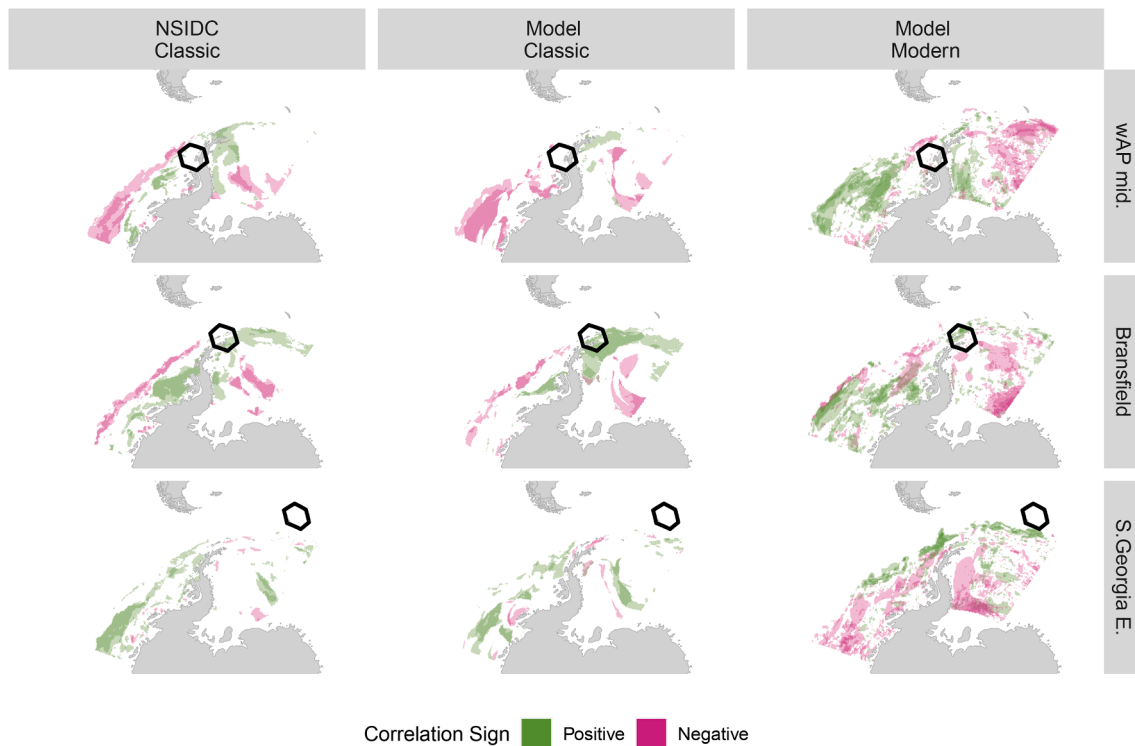 NSIDC
Classic
Model
Classic
Model
Modern
wAP mid.
Bransfield
S.Georgia E.
Correlation Sign
Positive
Negative